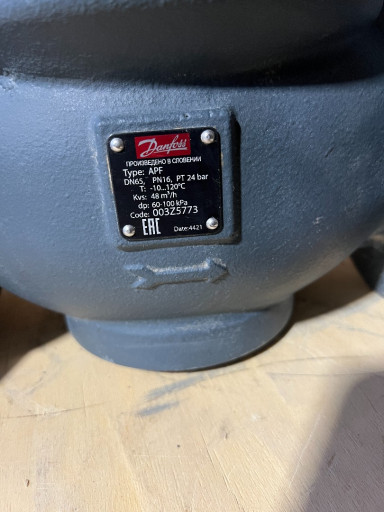 Danfoss
ПРОИЗВЕДЕНО В СЛОВЕНИИ
Type: APF
DN65, PN16, PT 24 bar
T: -10...120°C
Kvs: 48 m³/h
dp: 60-100 kPa
Code: 003Z5773
EAC Date:4421